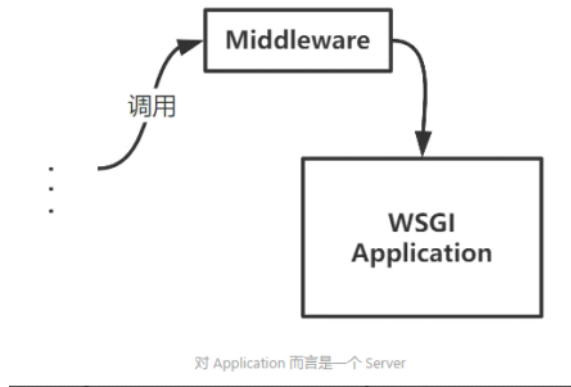 Middleware
调用
WSGI
Application
对 Application 而言是一个 Server